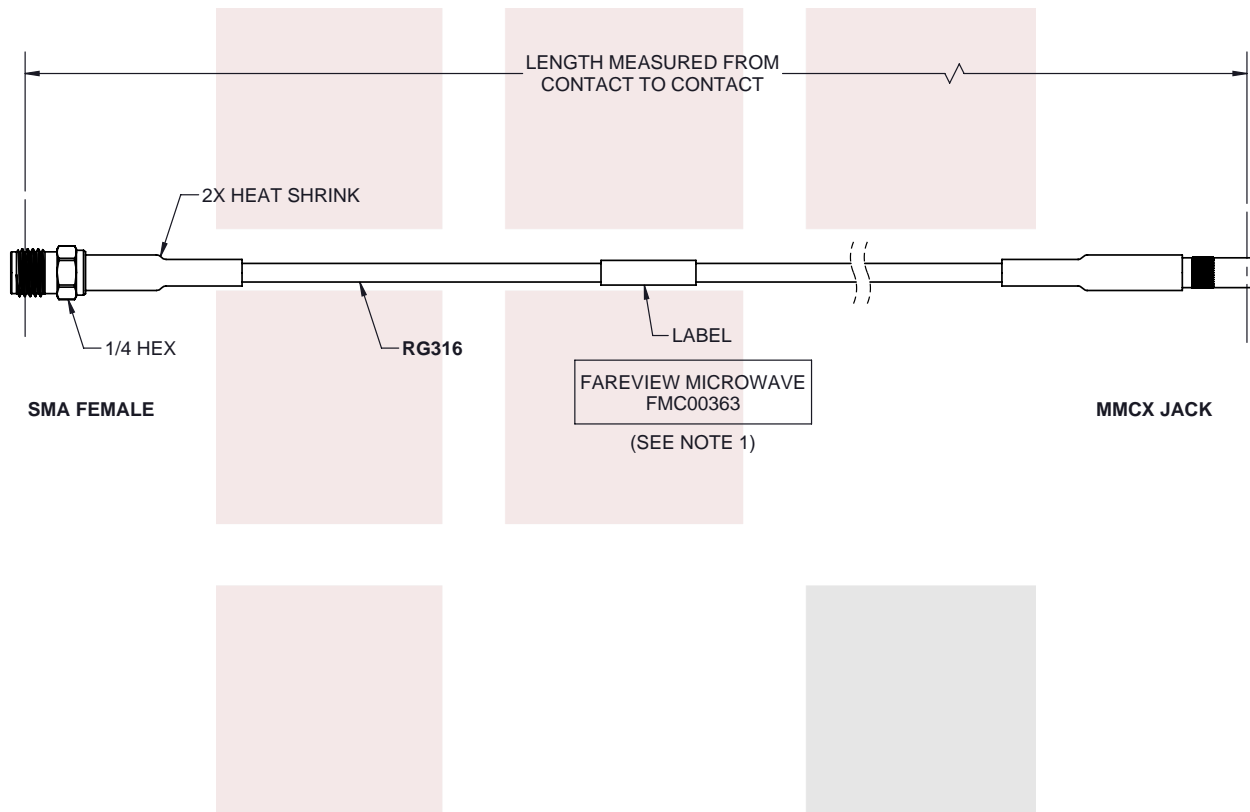 LENGTH MEASURED FROM
CONTACT TO CONTACT
2X HEAT SHRINK
1/4 HEX
RG316
LABEL
FAREVIEW MICROWAVE
FMC00363
(SEE NOTE 1)
SMA FEMALE
MMCX JACK